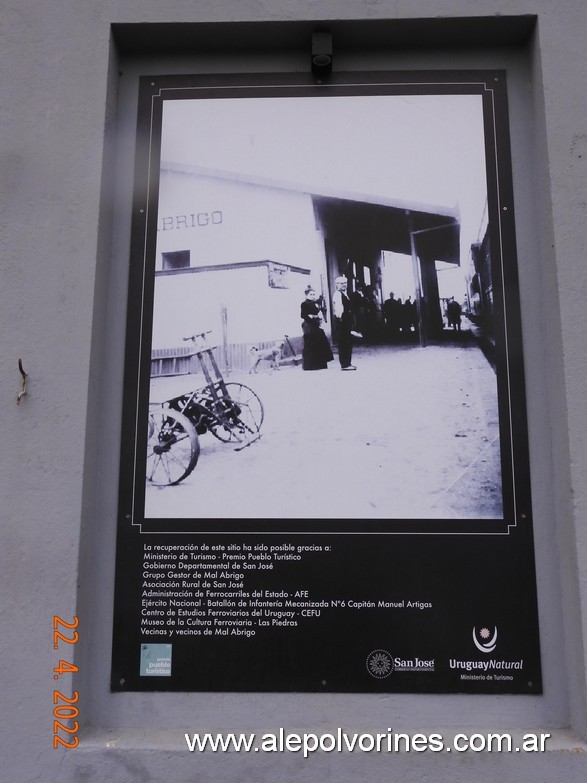 ABRIGO
La recuperación de este sitio ha sido posible gracias a:
Ministerio de Turismo - Premio Pueblo Turístico
Gobierno Departamental de San José
Grupo Gestor de Mal Abrigo
Asociación Rural de San José
Administración de Ferrocarriles del Estado - AFE
Ejército Nacional - Batallón de Infantería Mecanizada N°6 Capitán Manuel Artigas
Centro de Estudios Ferroviarios del Uruguay - CEFU
Museo de la Cultura Ferroviaria - Las Piedras
Vecinas y vecinos de Mal Abrigo
pueblo
turístico
San José
UruguayNatural
Ministerio de Turismo
22. 4. 2022
www.alepolvorines.com.ar